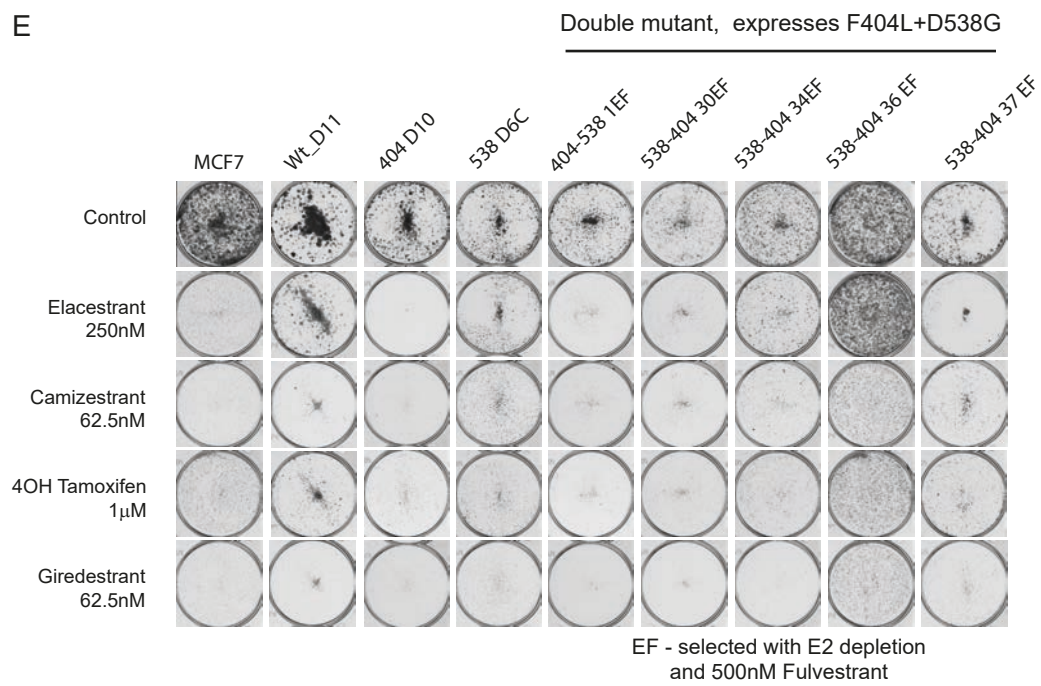 E
Double mutant, expresses F404L+D538G
MCF7
Wt_D11
404 D10
538 D6C
404-538 1EF
538-404 30EF
538-404 34EF
538-404 36 EF
538-404 37 EF
Control
Elacestrant
250nM
Camizestrant
62.5nM
4OH Tamoxifen
1µM
Giredestrant
62.5nM
EF - selected with E2 depletion
and 500nM Fulvestrant